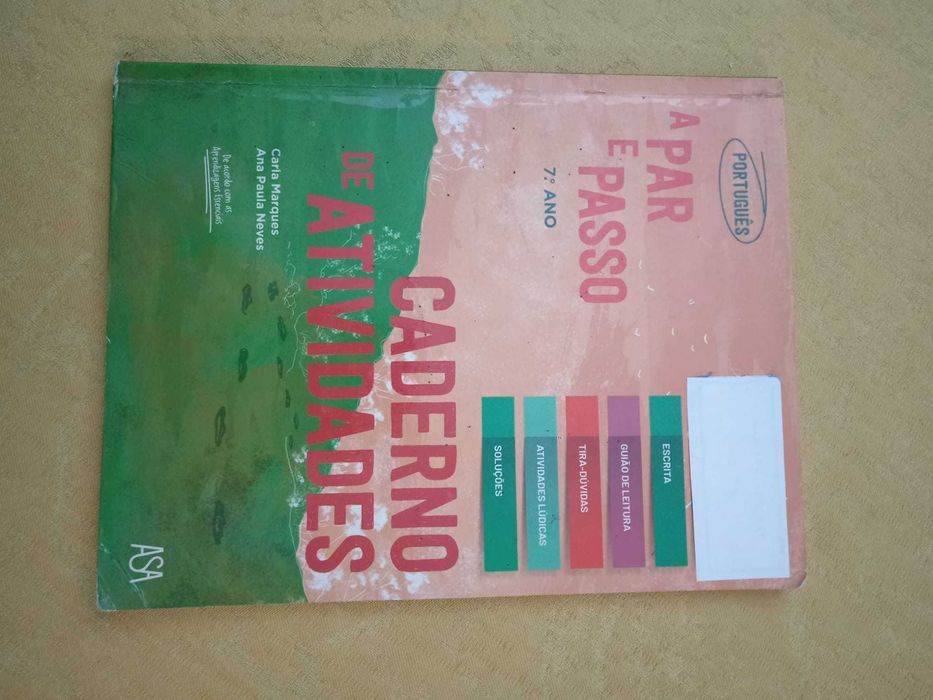 PORTUGUÊS
A PAR
E PASSO
7.º ANO
ESCRITA
GUIÃO DE LEITURA
TIRA-DÚVIDAS
ATIVIDADES LÚDICAS
SOLUÇÕES
CADERNO
DE ATIVIDADES
Carla Marques
Ana Paula Neves
De acordo com as
Aprendizagens Essenciais
ASA